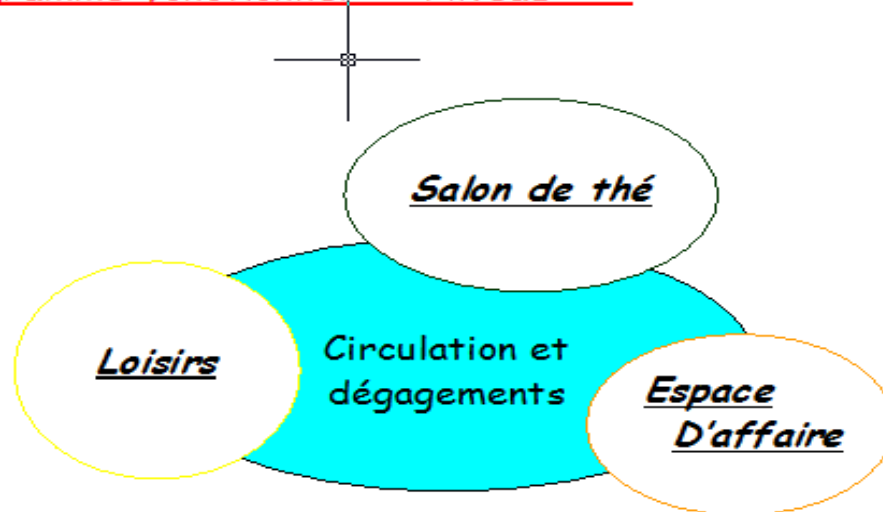 Salon de thé
Loisirs
Circulation et
dégagements
Espace
D'affaire